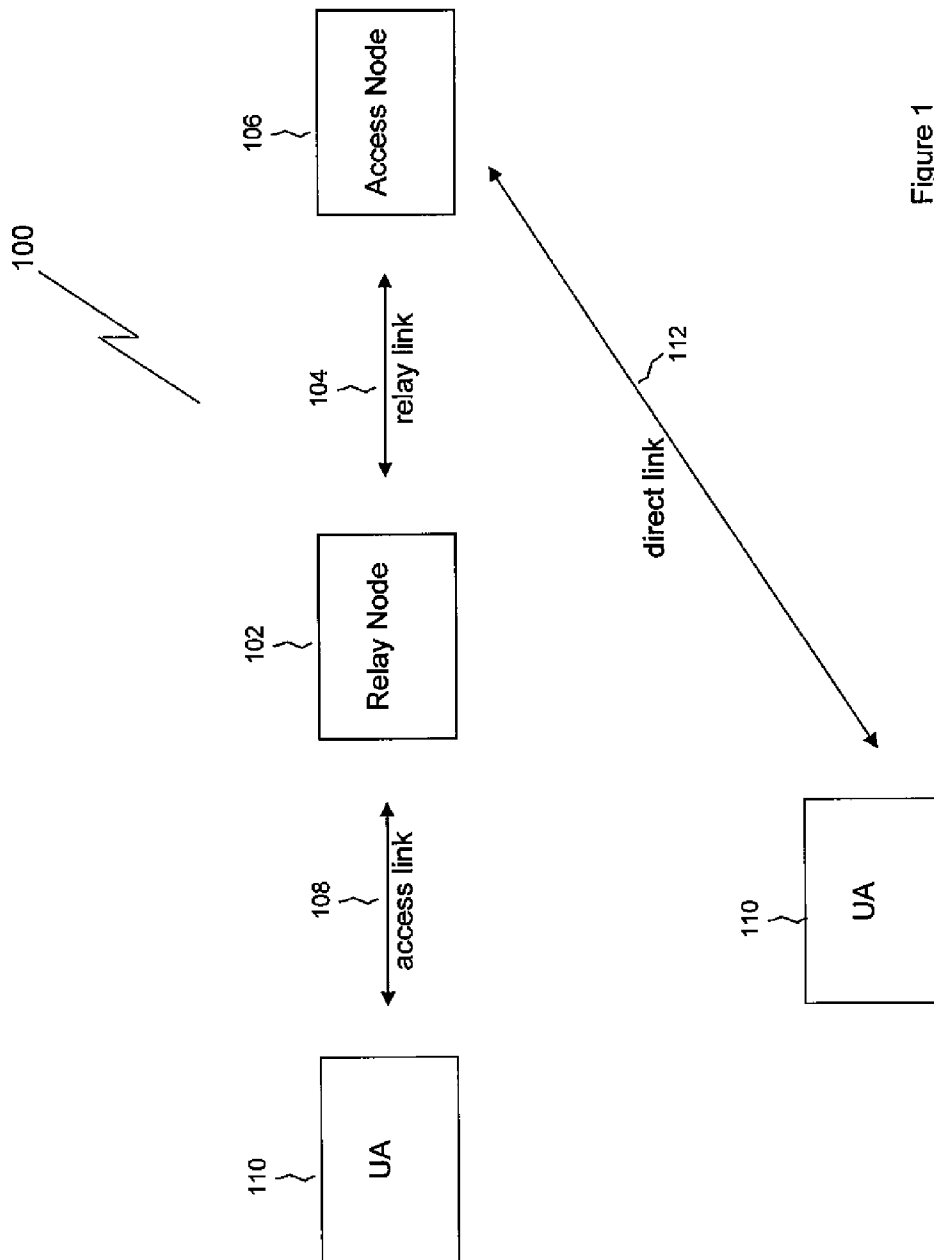 100
110
UA
108
access link
102
Relay Node
104
relay link
106
Access Node
110
UA
direct link
112
Figure 1